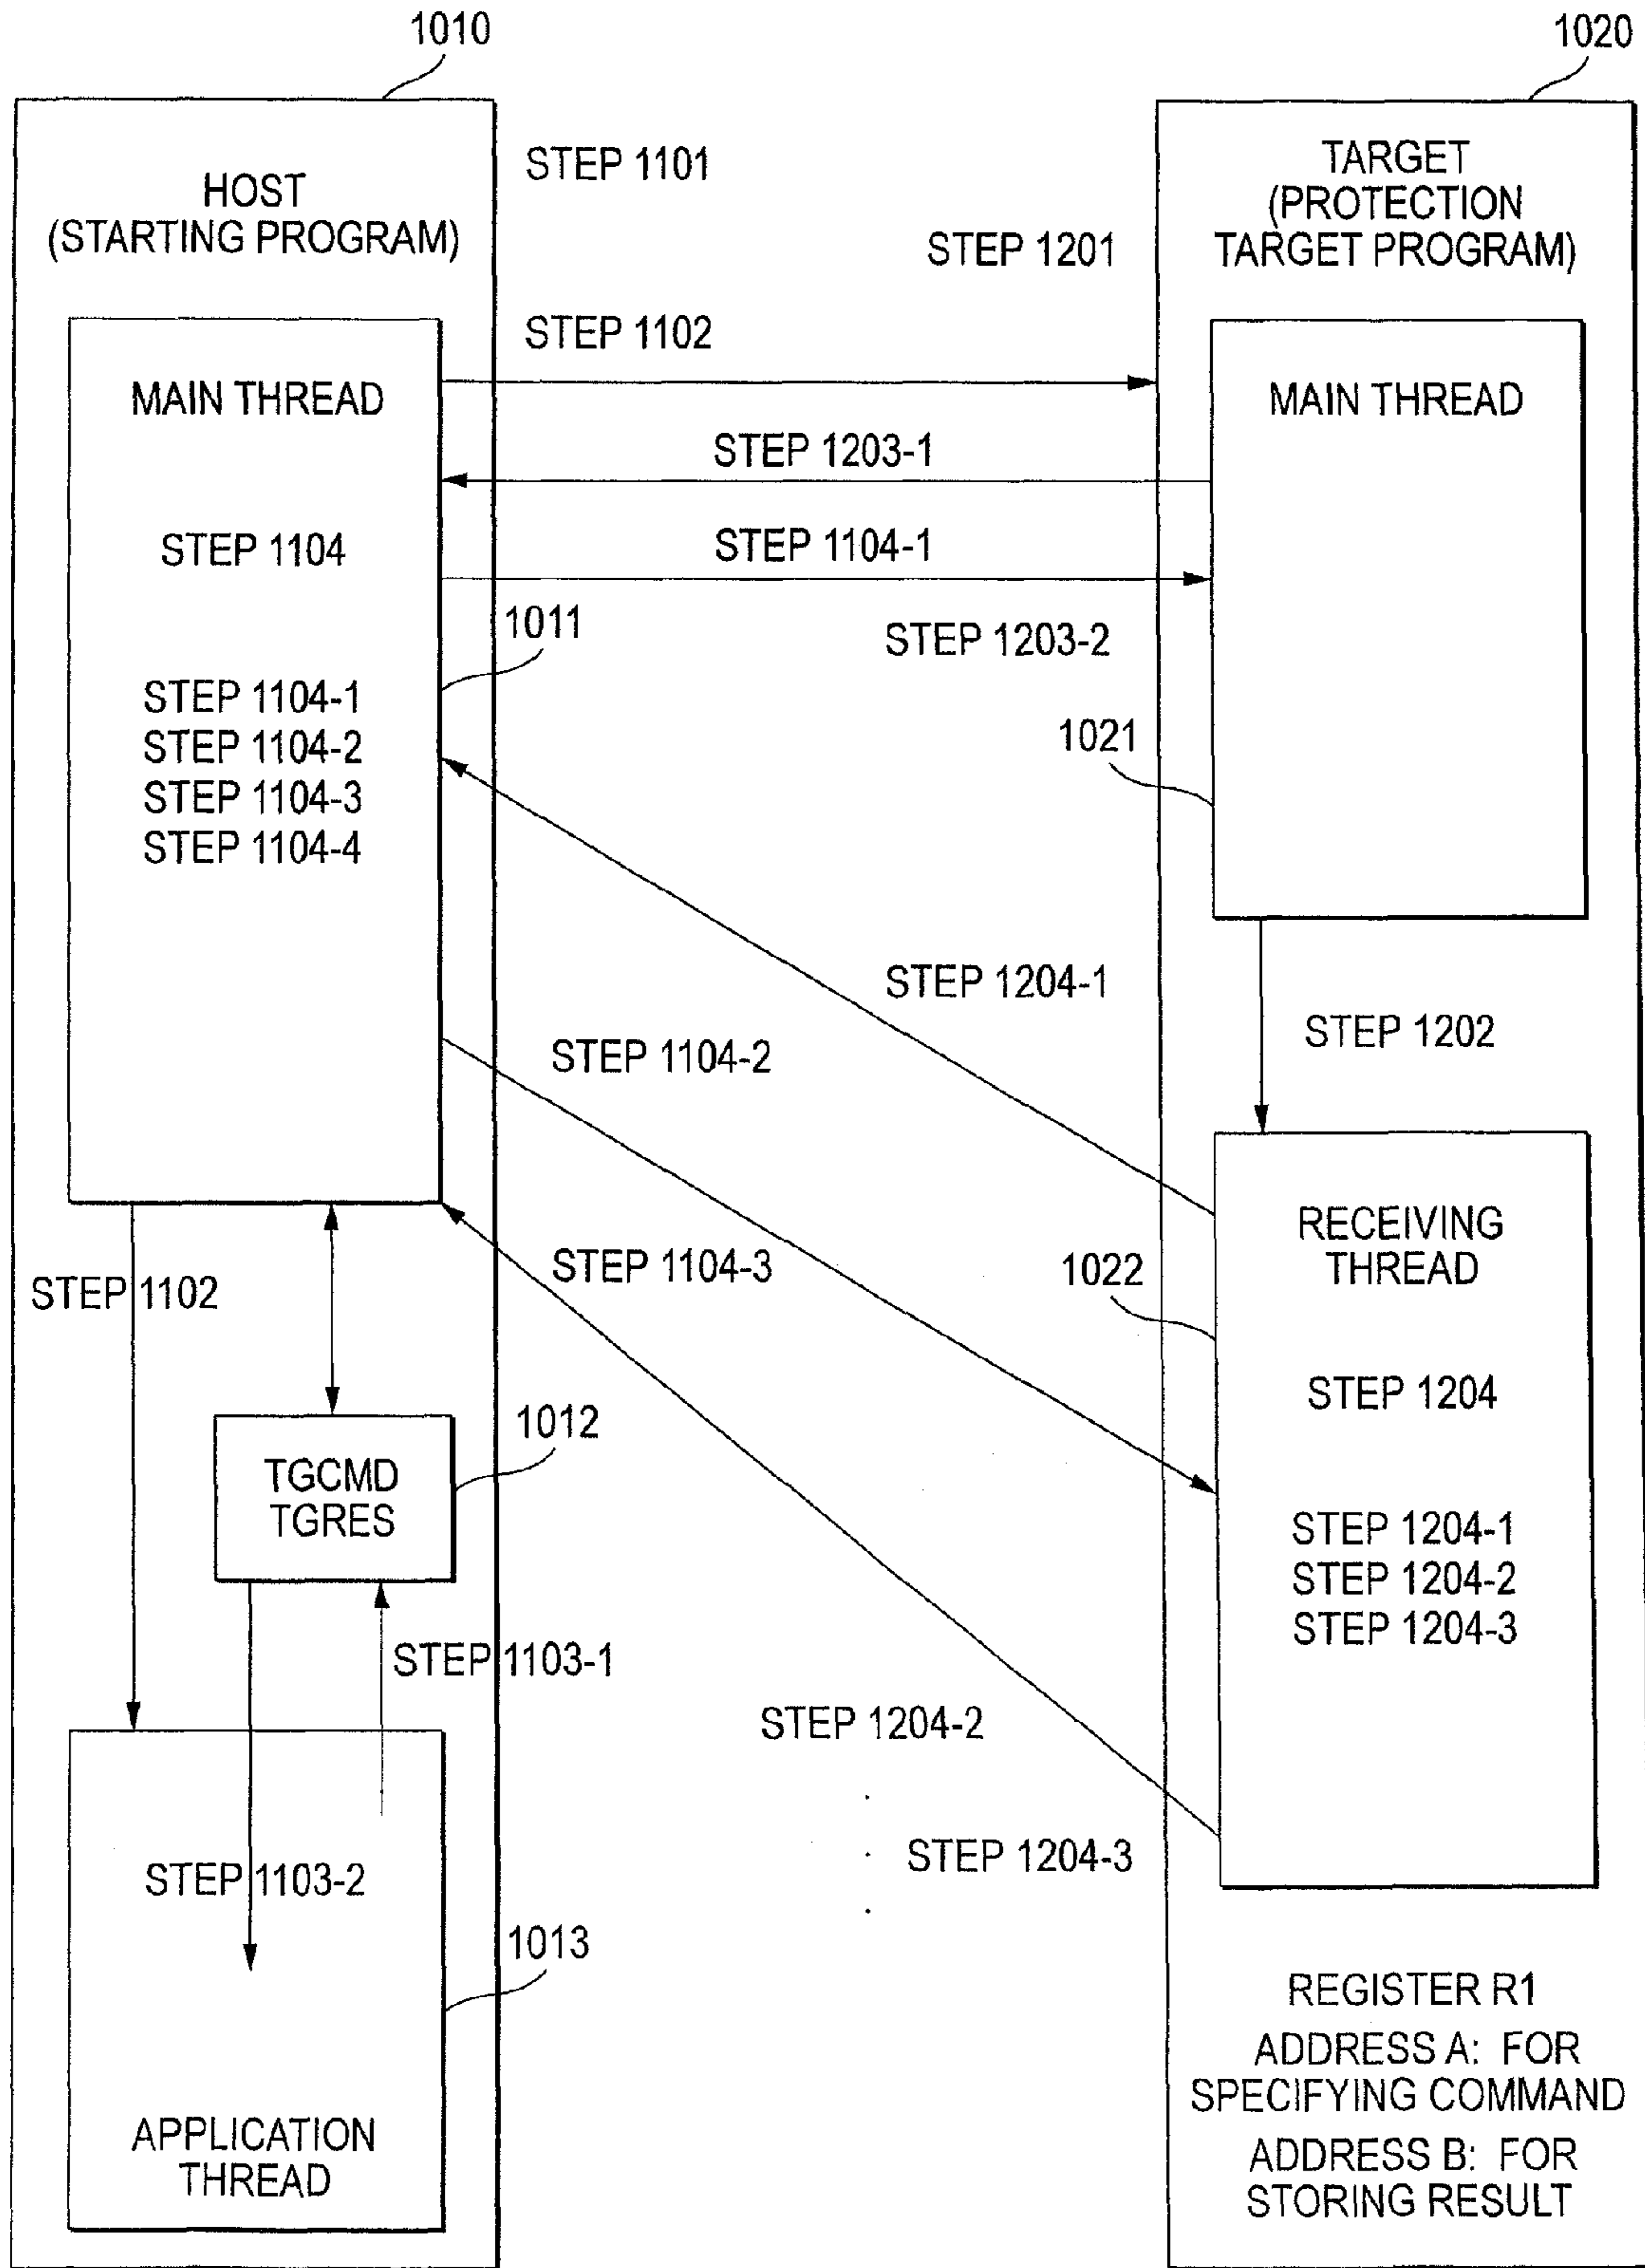 1010
1020
HOST
(STARTING PROGRAM)
STEP 1101
TARGET
(PROTECTION
TARGET PROGRAM)
STEP 1201
STEP 1102
MAIN THREAD
MAIN THREAD
STEP 1203-1
STEP 1104
STEP 1104-1
1011
STEP 1203-2
STEP 1104-1
STEP 1104-2
STEP 1104-3
STEP 1104-4
1021
STEP 1204-1
STEP 1202
STEP 1104-2
STEP 1104-3
STEP 1102
RECEIVING
THREAD
1022
STEP 1204
1012
TGCMD
TGRES
STEP 1204-1
STEP 1204-2
STEP 1204-3
STEP 1103-1
STEP 1204-2
STEP 1204-3
STEP 1103-2
1013
APPLICATION
THREAD
REGISTER R1
ADDRESS A: FOR
SPECIFYING COMMAND
ADDRESS B: FOR
STORING RESULT